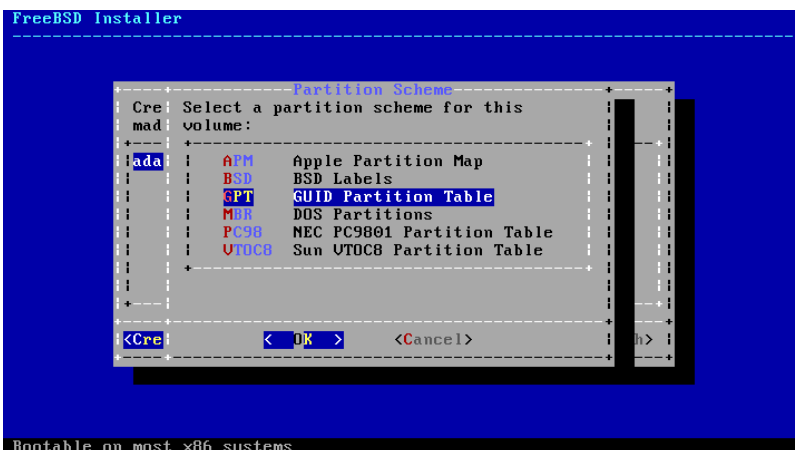 FreeBSD Installer
Partition Scheme
Cre Select a partition scheme for this
mad volume:
ada APM Apple Partition Map
BSD BSD Labels
GPT GUID Partition Table
MBR DOS Partitions
PC98 NEC PC9801 Partition Table
VTOC8 Sun VTOC8 Partition Table
<Cre < OK > <Cancel> h>
Bootable on most x86 systems